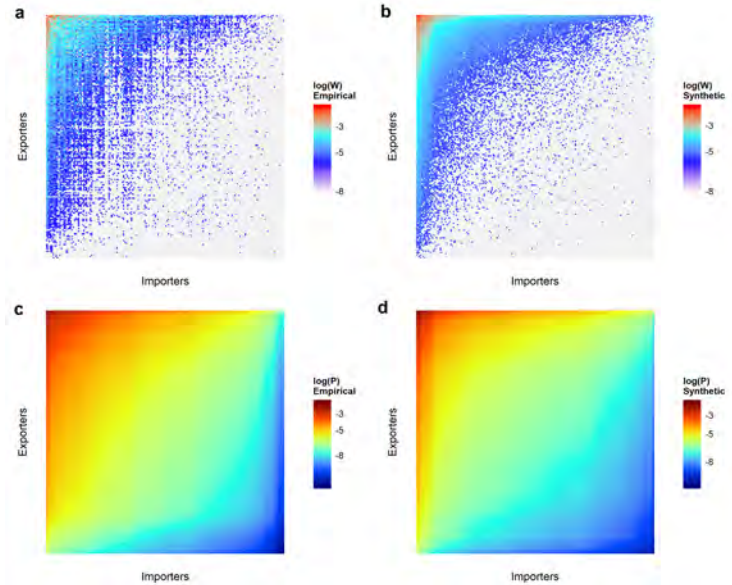 a
Exporters
Importers
log(W)
Empirical
-3
-5
-8
b
Exporters
Importers
log(W)
Synthetic
-3
-5
-8
c
Exporters
Importers
log(P)
Empirical
-3
-5
-8
d
Exporters
Importers
log(P)
Synthetic
-3
-5
-8